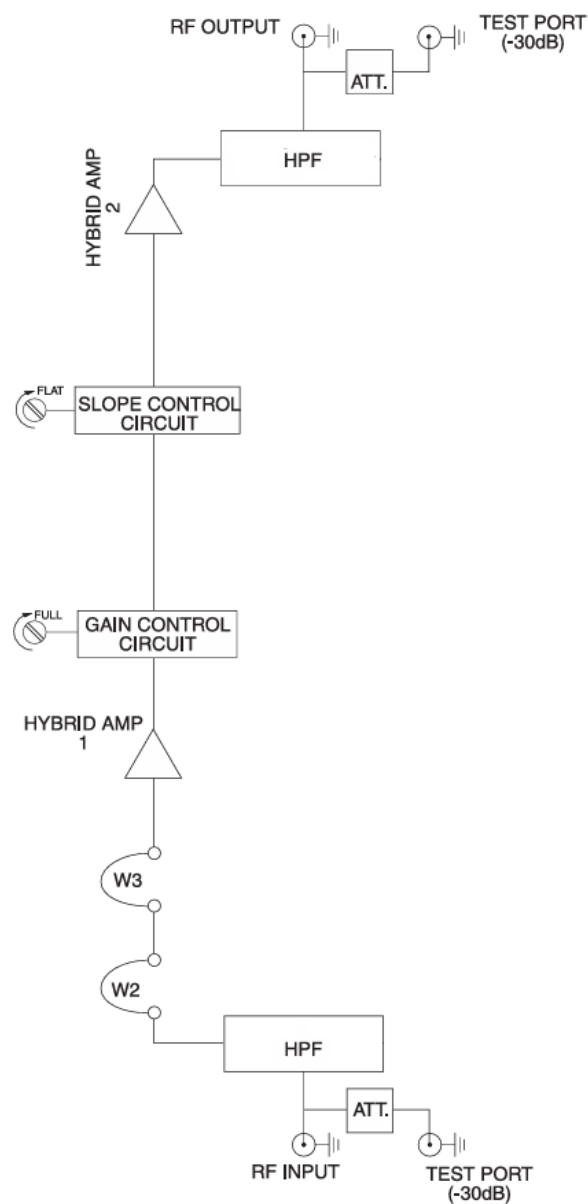 RF OUTPUT
TEST PORT
(-30dB)
ATT.
HPF
HYBRID AMP
2
FLAT
SLOPE CONTROL
CIRCUIT
FULL
GAIN CONTROL
CIRCUIT
HYBRID AMP
1
W3
W2
HPF
ATT.
RF INPUT
TEST PORT
(-30dB)